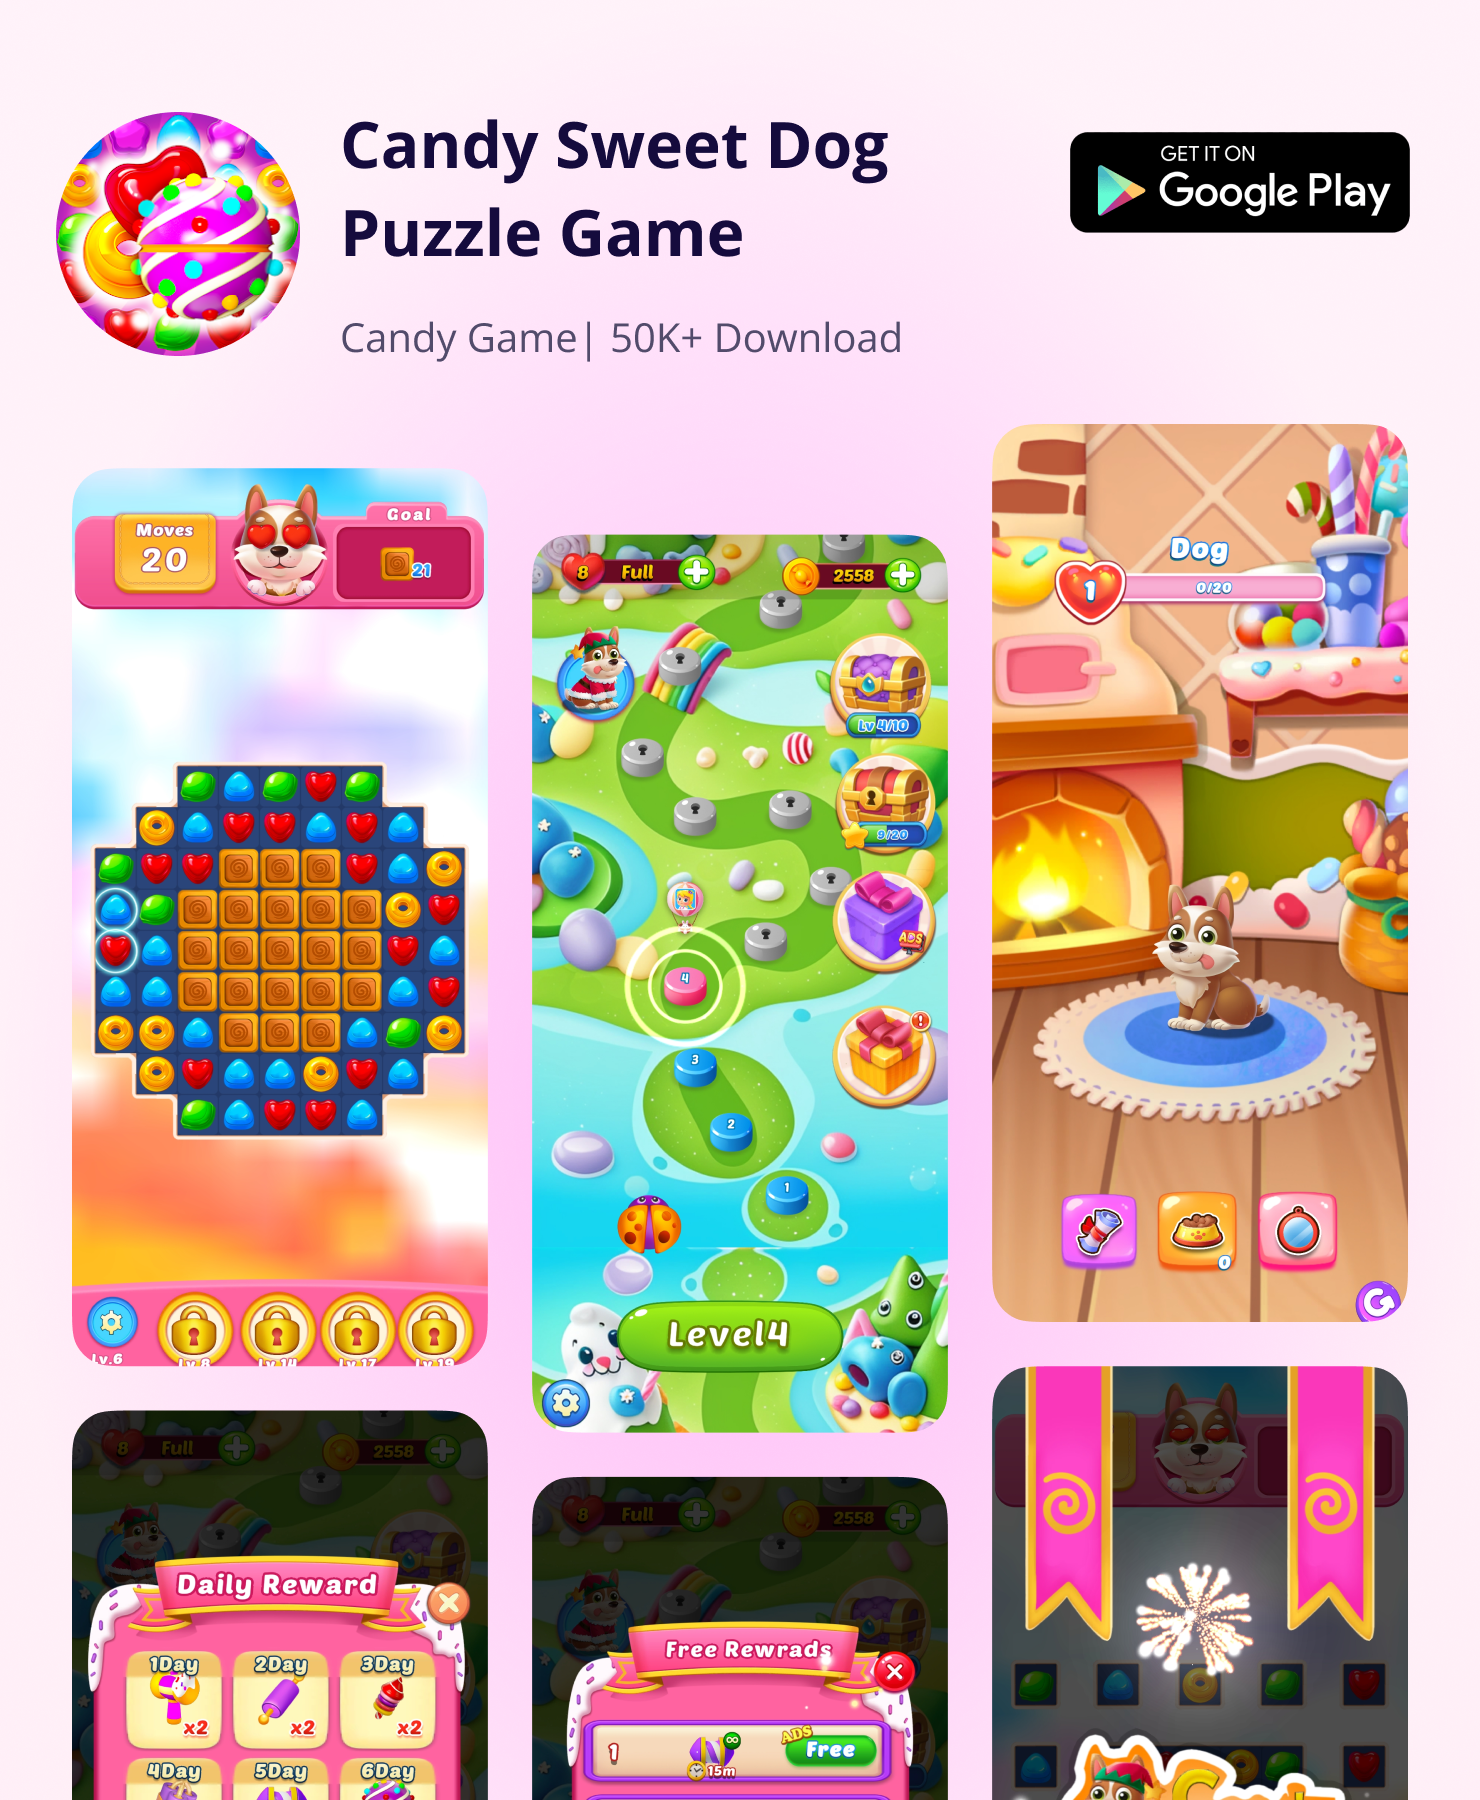 Candy Sweet Dog
Puzzle Game
Candy Game| 50K+ Download
GET IT ON
Google Play
Moves
20
Goal
21
Lv.6
Lv.8
Lv.14
Lv.17
Lv.19
8
Full
2558
Lv 4/10
9/20
ADS
4
3
2
1
Level4
Dog
1
0/20
0
8
Full
2558
Daily Reward
1Day
2Day
3Day
x2
x2
x2
4Day
5Day
6Day
8
Full
2558
Free Rewrads
1
15m
ADS
Free